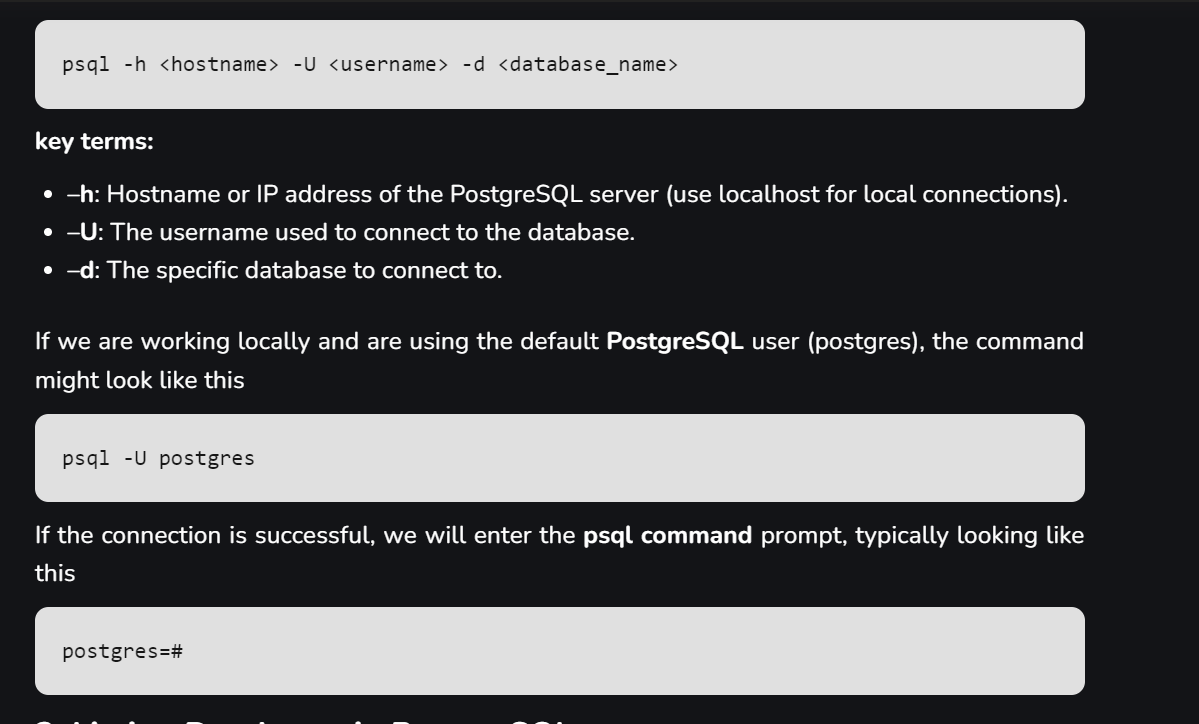 psql -h <hostname> -U <username> -d <database_name>
key terms:
• –h: Hostname or IP address of the PostgreSQL server (use localhost for local connections).
• –U: The username used to connect to the database.
• –d: The specific database to connect to.
If we are working locally and are using the default PostgreSQL user (postgres), the command
might look like this
psql -U postgres
If the connection is successful, we will enter the psql command prompt, typically looking like
this
postgres=#